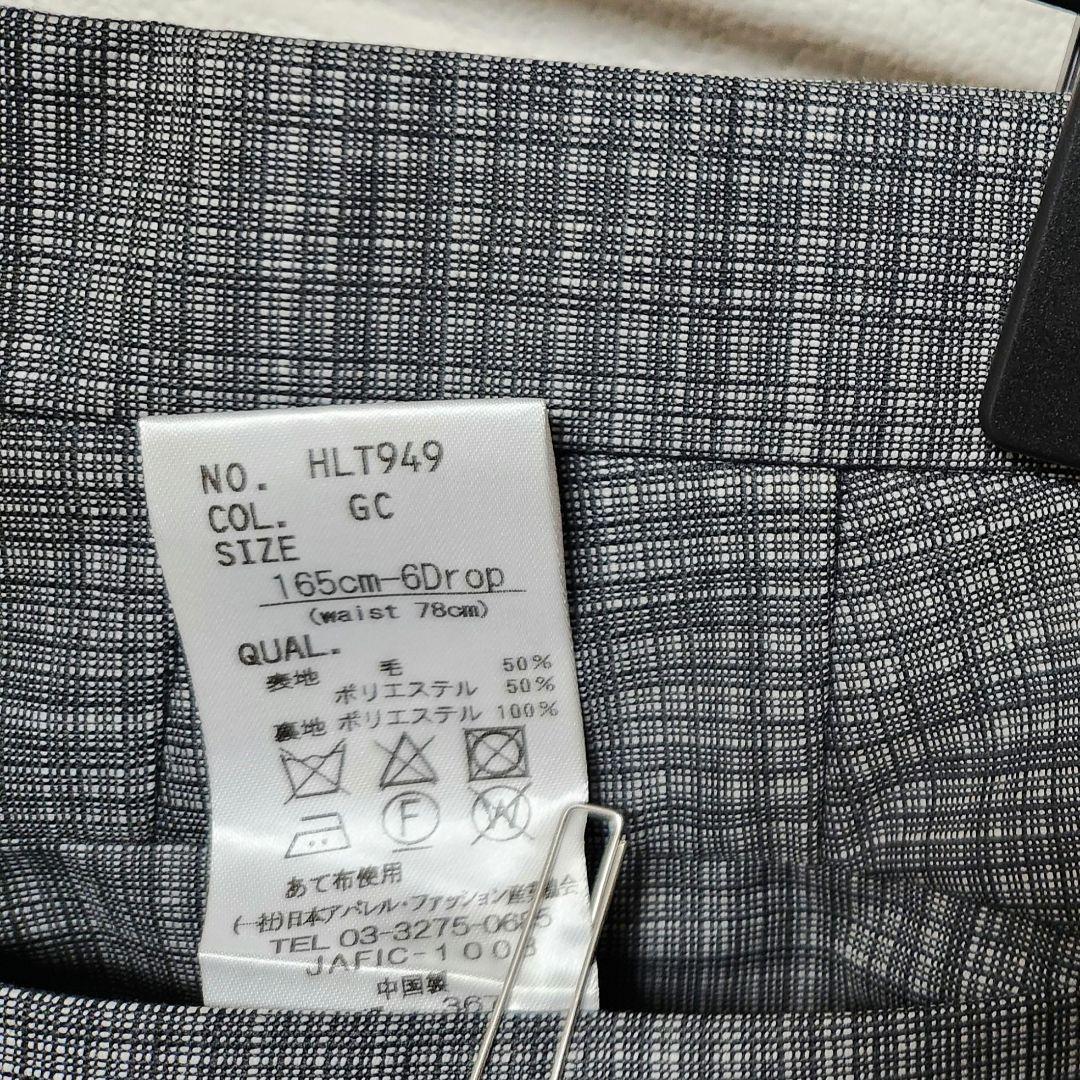 NO. HLT949
COL. GC
SIZE
165cm-6Drop
(waist 78cm)
QUAL.
表地 毛 50%
ポリエステル 50%
裏地 ポリエステル 100%
F W
あて布使用
(一社)日本アパレル・ファッション産業協会
TEL 03-3275-0685
JAFIC-1008
中国製